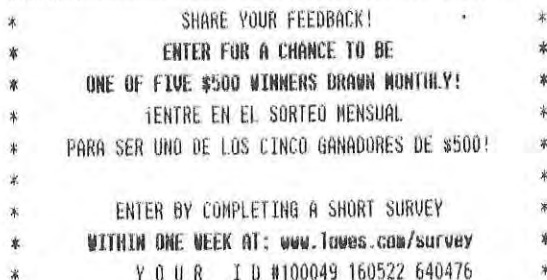 * SHARE YOUR FEEDBACK! *
* ENTER FOR A CHANCE TO BE *
* ONE OF FIVE $500 WINNERS DRAWN MONTHLY! *
* ¡ENTRE EN EL SORTEO MENSUAL *
* PARA SER UNO DE LOS CINCO GANADORES DE $500! *
* *
* ENTER BY COMPLETING A SHORT SURVEY *
* WITHIN ONE WEEK AT: www.lowes.com/survey *
* Y O U R I D #100049 160522 640476 *